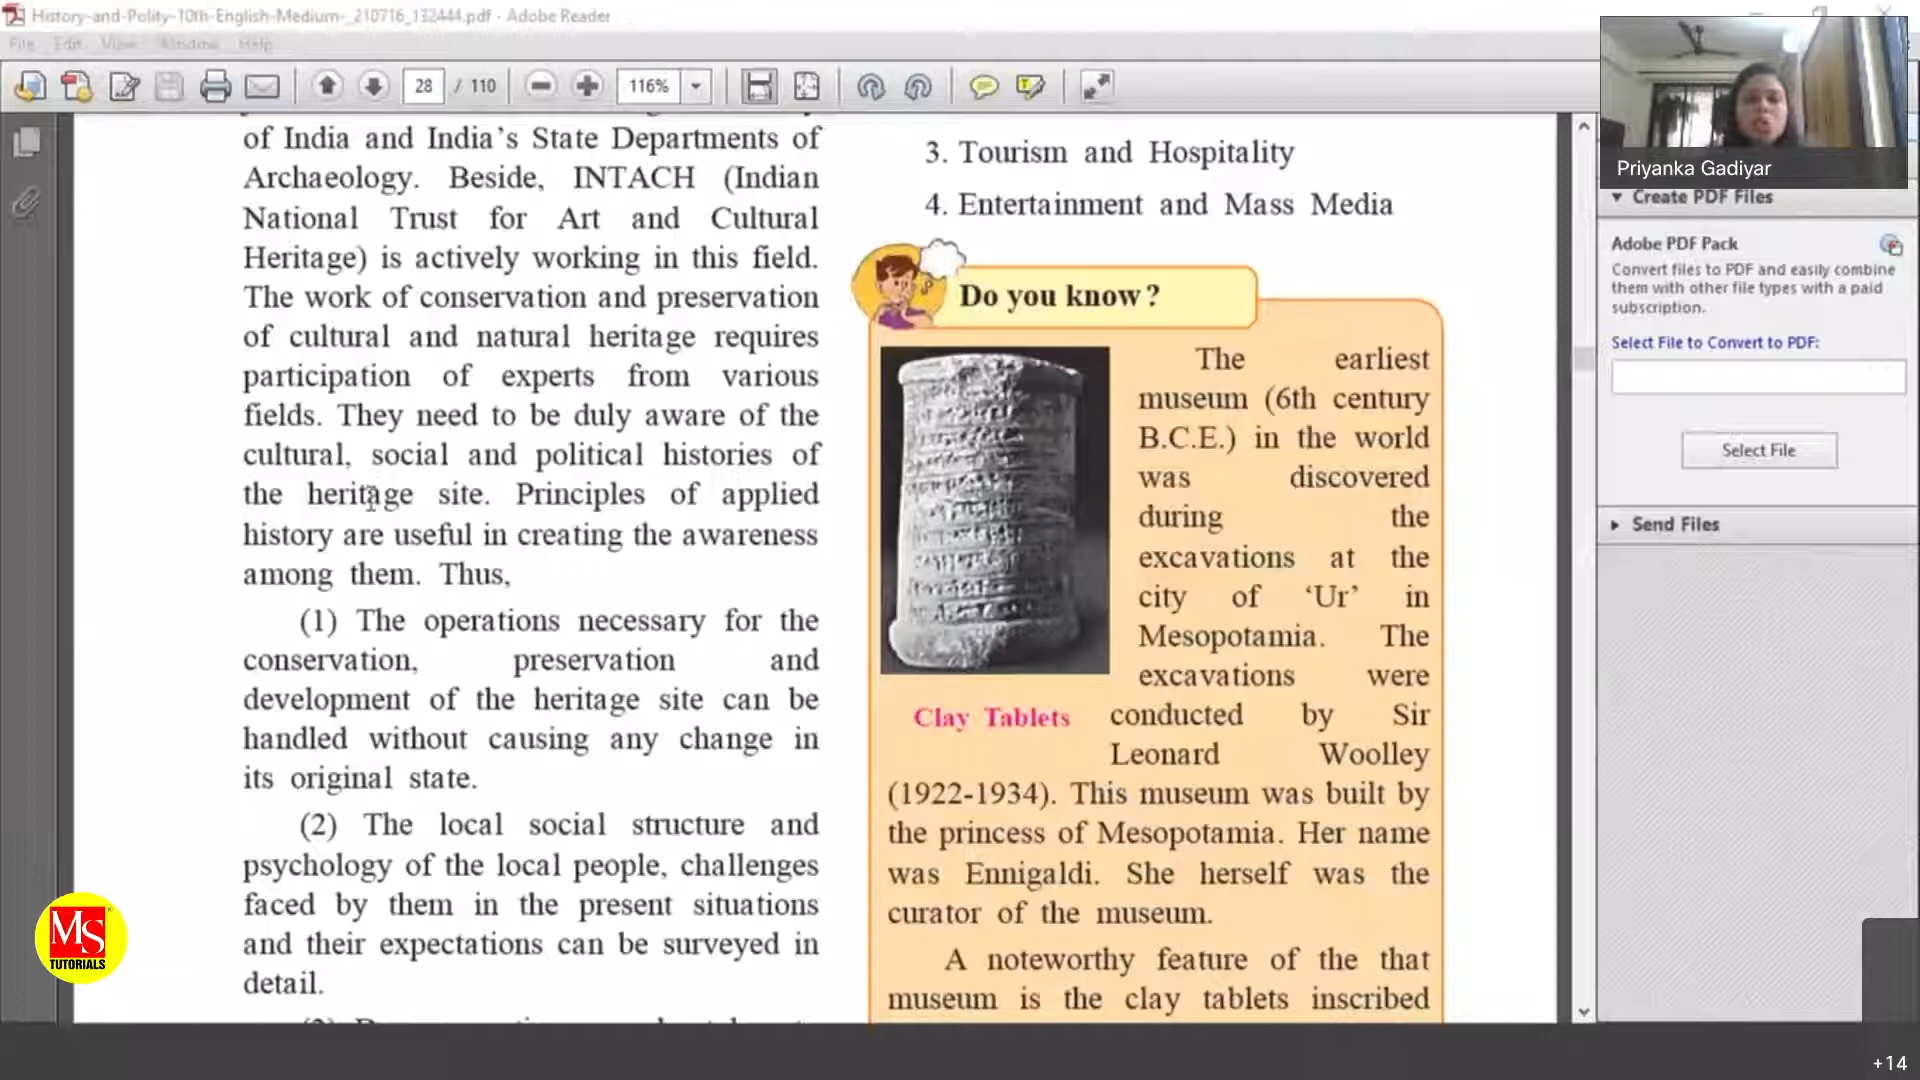 History-and-Polity-10th-English-Medium-_210716_132444.pdf - Adobe Reader
File Edit View Window Help
28 / 110
116%
of India and India's State Departments of
Archaeology. Beside, INTACH (Indian
National Trust for Art and Cultural
Heritage) is actively working in this field.
The work of conservation and preservation
of cultural and natural heritage requires
participation of experts from various
fields. They need to be duly aware of the
cultural, social and political histories of
the heritage site. Principles of applied
history are useful in creating the awareness
among them. Thus,
(1) The operations necessary for the
conservation, preservation and
development of the heritage site can be
handled without causing any change in
its original state.
(2) The local social structure and
psychology of the local people, challenges
faced by them in the present situations
and their expectations can be surveyed in
detail.
3. Tourism and Hospitality
4. Entertainment and Mass Media
Do you know?
The earliest
museum (6th century
B.C.E.) in the world
was discovered
during the
excavations at the
city of ‘Ur’ in
Mesopotamia. The
excavations were
Clay Tablets
conducted by Sir
Leonard Woolley
(1922-1934). This museum was built by
the princess of Mesopotamia. Her name
was Ennigaldi. She herself was the
curator of the museum.
A noteworthy feature of the that
museum is the clay tablets inscribed
Priyanka Gadiyar
Create PDF Files
Adobe PDF Pack
Convert files to PDF and easily combine
them with other file types with a paid
subscription.
Select File to Convert to PDF:
Select File
Send Files
MS
TUTORIALS
+14